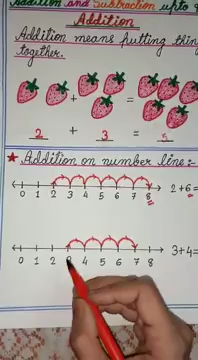 Addition and Subtraction upto 9
Addition
Addition means putting thin
together.
+ =
2 + 3 = 5
★ Addition on number line:-
0 1 2 3 4 5 6 7 8 2+6=
0 1 2 3 4 5 6 7 8 3+4=